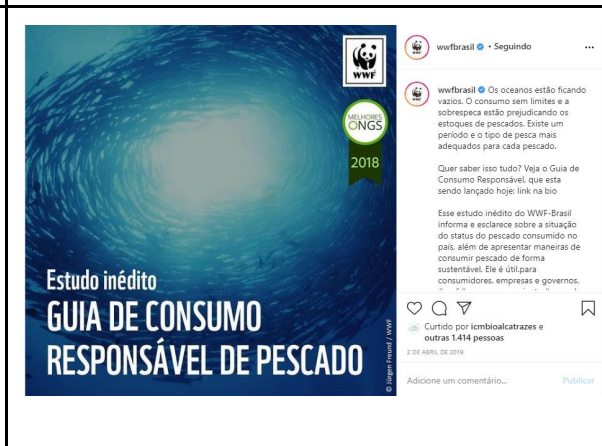 WWF
MELHORES
ONGS
2018
Estudo inédito
GUIA DE CONSUMO
RESPONSÁVEL DE PESCADO
© Jürgen Freund / WWF
wwfbrasil • Seguindo
wwfbrasil Os oceanos estão ficando
vazios. O consumo sem limites e a
sobrespeca estão prejudicando os
estoques de pescados. Existe um
período e o tipo de pesca mais
adequados para cada pescado.
Quer saber isso tudo? Veja o Guia de
Consumo Responsável, que esta
sendo lançado hoje: link na bio
Esse estudo inédito do WWF-Brasil
informa e esclarece sobre a situação
do status do pescado consumido no
país, além de apresentar maneiras de
consumir pescado de forma
sustentável. Ele é útil.para
consumidores, empresas e governos.
Curtido por icmbioalcatrazes e
outras 1.414 pessoas
2 DE ABRIL DE 2019
Adicione um comentário...
Publicar